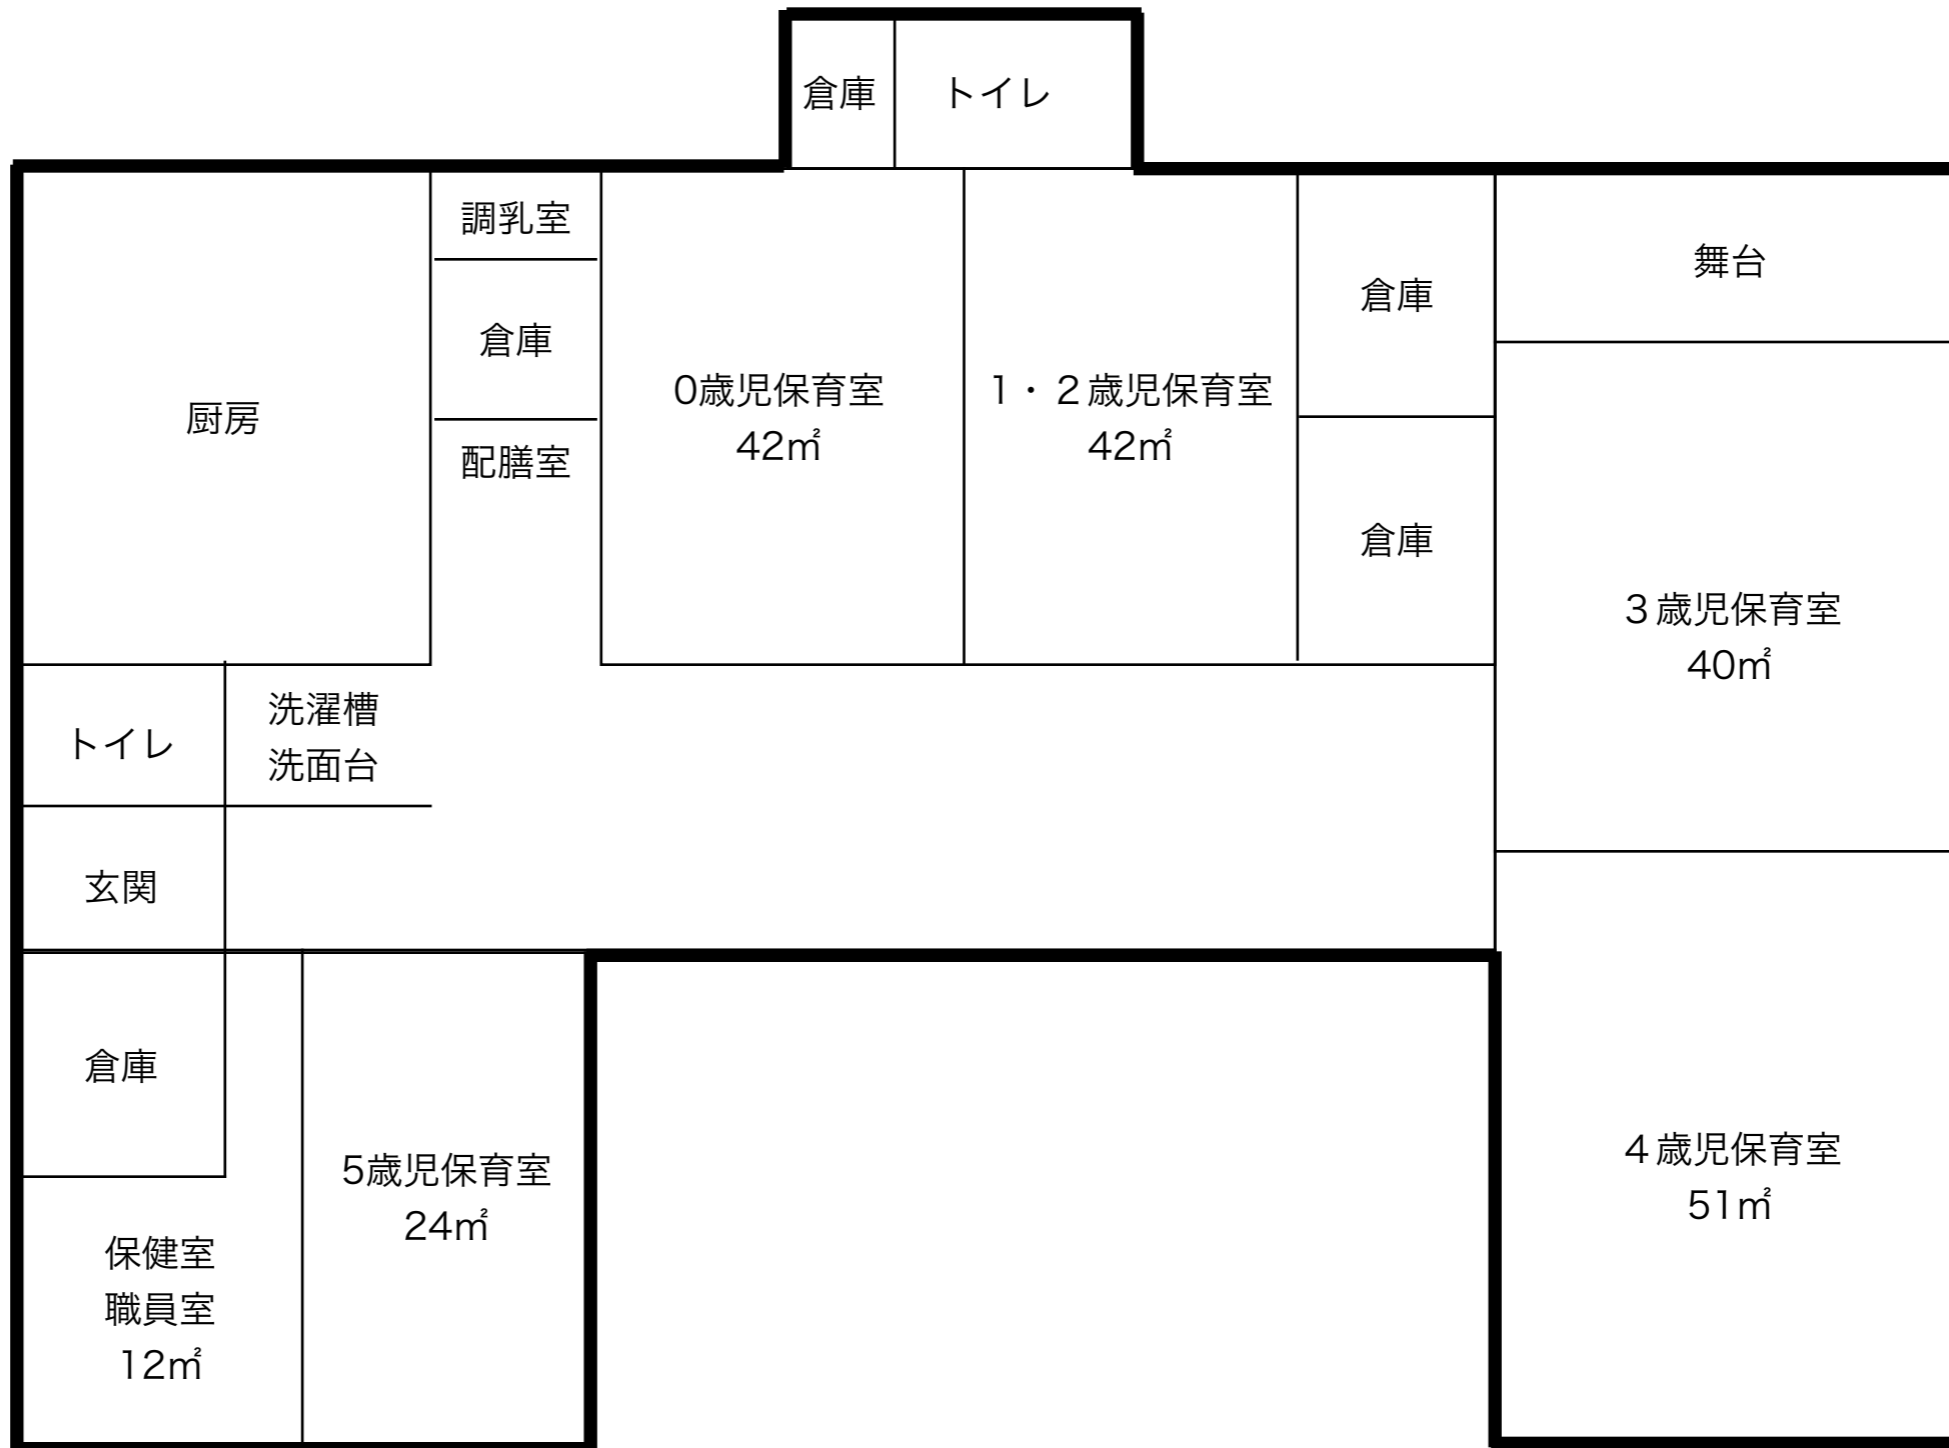 倉庫
トイレ
調乳室
倉庫
配膳室
厨房
0歳児保育室
42㎡
1・2歳児保育室
42㎡
倉庫
倉庫
舞台
3歳児保育室
40㎡
トイレ
洗濯槽
洗面台
玄関
倉庫
保健室
職員室
12㎡
5歳児保育室
24㎡
4歳児保育室
51㎡